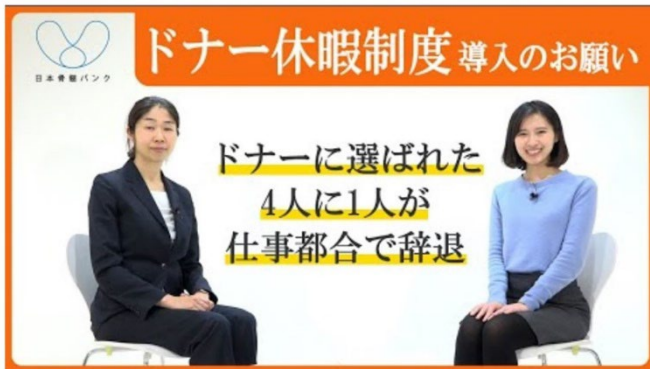 日本骨髄バンク
ドナー休暇制度 導入のお願い
ドナーに選ばれた
4人に1人が
仕事都合で辞退